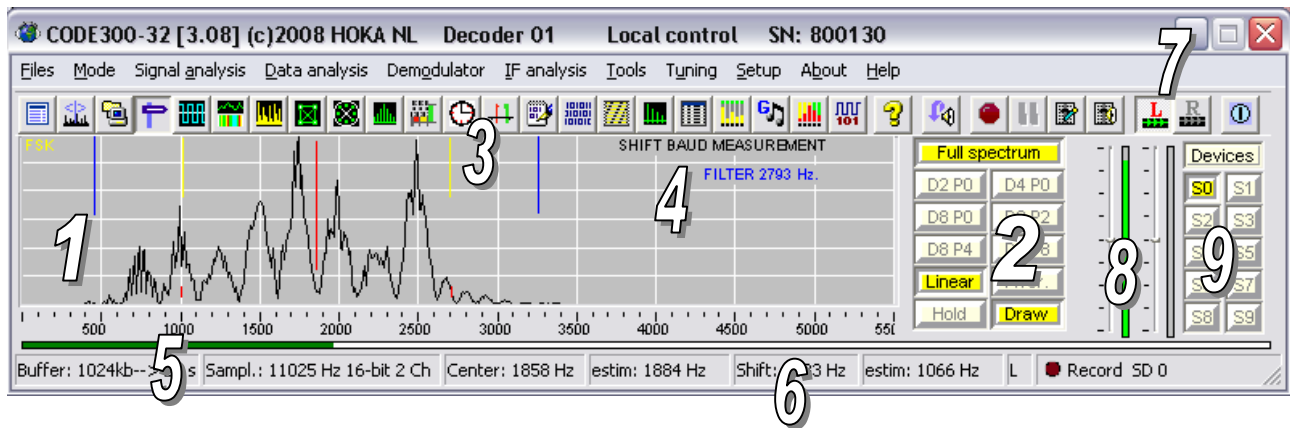 CODE300-32 [3.08] (c)2008 HOKA NL Decoder 01 Local control SN: 800130
7
Files Mode Signal analysis Data analysis Demodulator IF analysis Tools Tuning Setup About Help
101 L R
3
FSK SHIFT BAUD MEASUREMENT Full spectrum Devices
FILTER 2793 Hz.
D2 P0 D4 P0 S0 S1
1 4 2 8 9
D8 P0 S2 S3
D8 P4 S5
Linear S7
Hold Draw S8 S9
500 1000 1500 2000 2500 3000 3500 4000 4500 5000
Buffer: 1024kb--> s Sampl.: 11025 Hz 16-bit 2 Ch Center: 1858 Hz estim: 1884 Hz Shift: Hz estim: 1066 Hz L Record SD 0
5 6